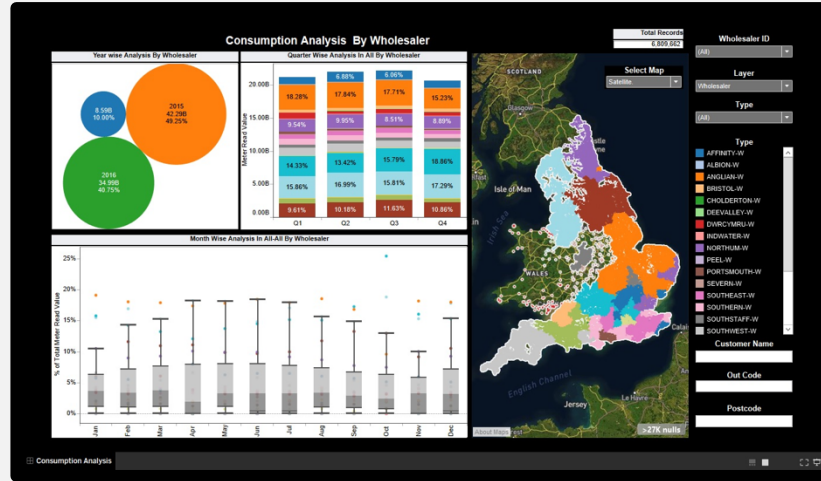 Consumption Analysis By Wholesaler
Total Records
6,809,662
Year wise Analysis By Wholesaler
8.59B
10.00%
2015
42.29B
49.25%
2016
34.99B
40.75%
Quarter Wise Analysis In All By Wholesaler
Meter Read Value
20.00B
15.00B
10.00B
5.00B
0.00B
6.88%
6.06%
18.28%
17.84%
17.71%
15.23%
9.54%
9.95%
8.51%
8.89%
14.33%
13.42%
15.79%
18.86%
15.86%
16.99%
15.81%
17.29%
9.61%
10.18%
11.63%
10.86%
Q1
Q2
Q3
Q4
Month Wise Analysis In All-All By Wholesaler
% of Total Meter Read Value
25%
20%
15%
10%
5%
0%
Jan
Feb
Mar
Apr
May
Jun
Jul
Aug
Sep
Oct
Nov
Dec
Select Map
Satellite
SCOTLAND
Glasgow
Isle of Man
Irish Sea
WALES
English Channel
Jersey
Le Havre
Calai
About Maps
>27K nulls
Wholesaler ID
(All)
Layer
Wholesaler
Type
(All)
Type
AFFINITY-W
ALBION-W
ANGLIAN-W
BRISTOL-W
CHOLDERTON-W
DEEVALLEY-W
DWRCYMRU-W
INDWATER-W
NORTHUM-W
PEEL-W
PORTSMOUTH-W
SEVERN-W
SOUTHEAST-W
SOUTHERN-W
SOUTHSTAFF-W
SOUTHWEST-W
Customer Name
Out Code
Postcode
Consumption Analysis